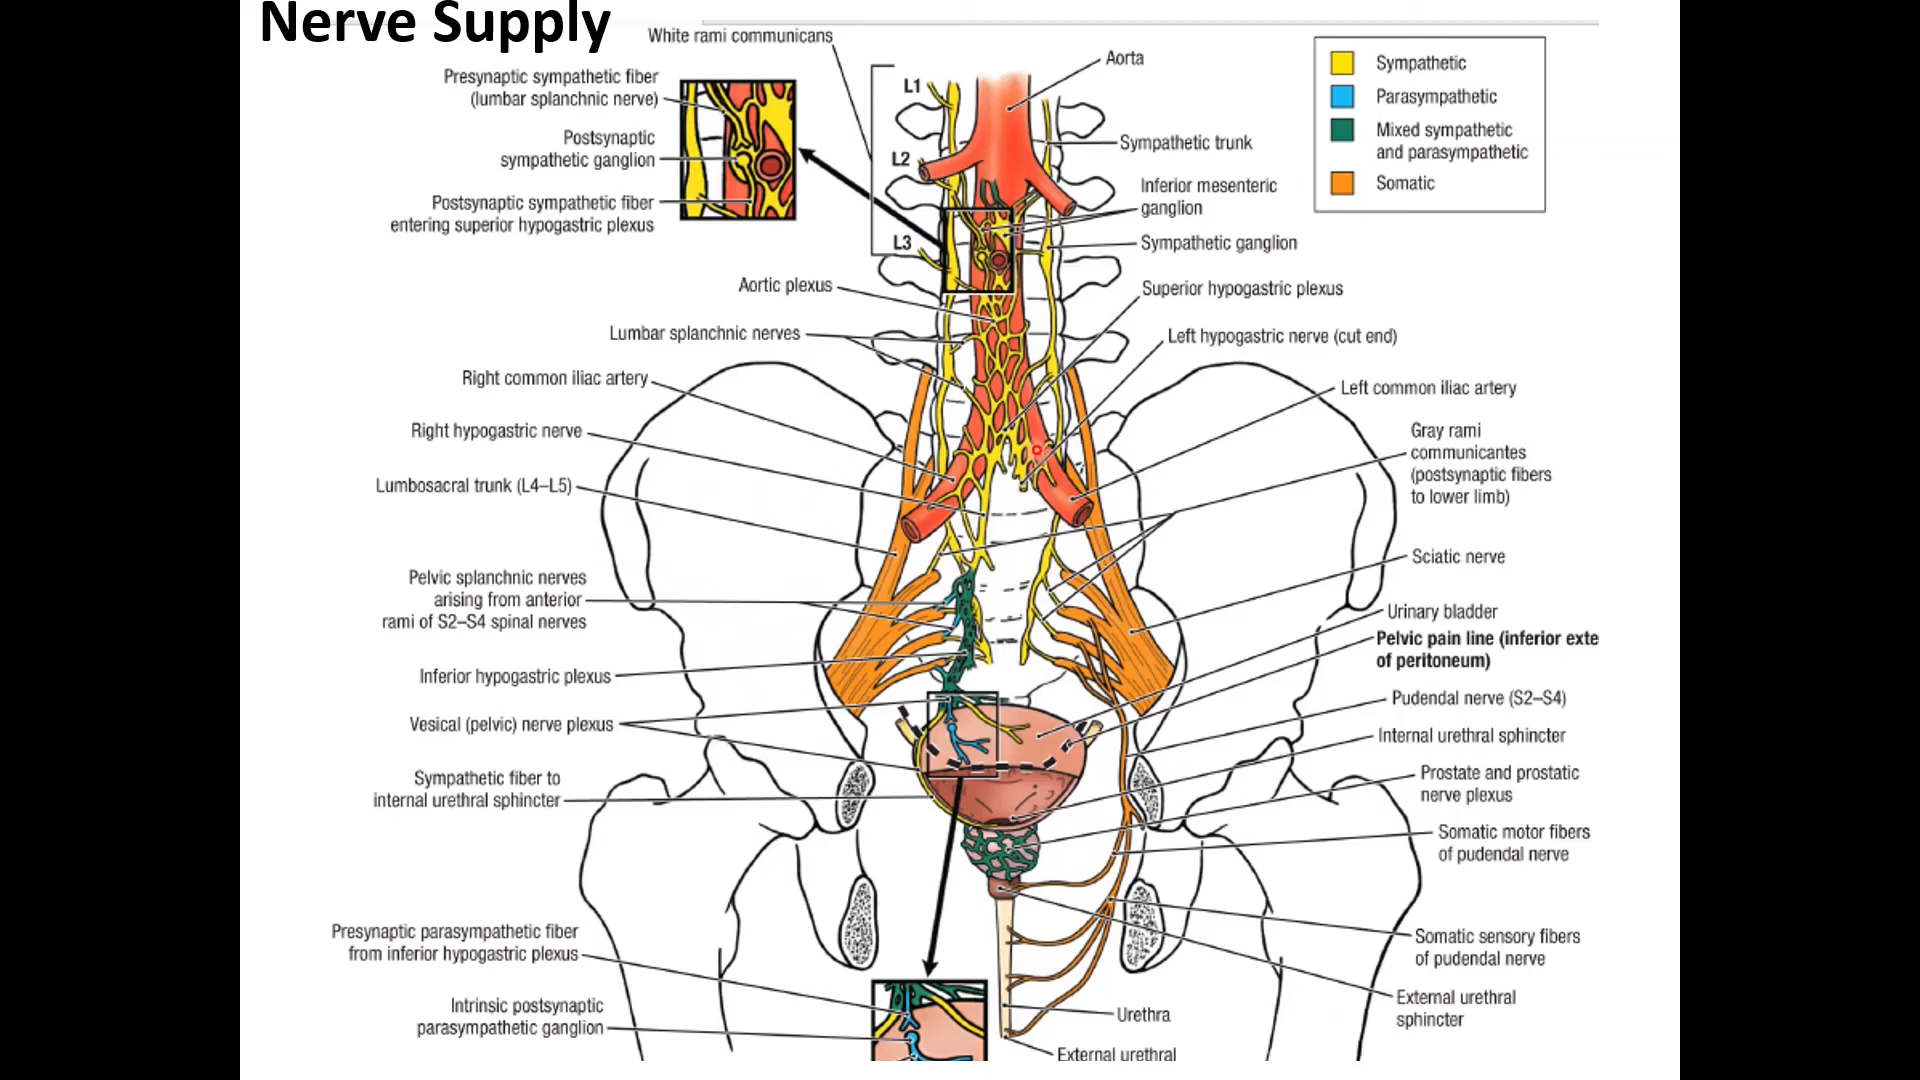 Nerve Supply
White rami communicans
Presynaptic sympathetic fiber
(lumbar splanchnic nerve)
Postsynaptic
sympathetic ganglion
Postsynaptic sympathetic fiber
entering superior hypogastric plexus
L1
L2
L3
Aortic plexus
Lumbar splanchnic nerves
Right common iliac artery
Right hypogastric nerve
Lumbosacral trunk (L4–L5)
Pelvic splanchnic nerves
arising from anterior
rami of S2–S4 spinal nerves
Inferior hypogastric plexus
Vesical (pelvic) nerve plexus
Sympathetic fiber to
internal urethral sphincter
Presynaptic parasympathetic fiber
from inferior hypogastric plexus
Intrinsic postsynaptic
parasympathetic ganglion
Aorta
Sympathetic trunk
Inferior mesenteric
ganglion
Sympathetic ganglion
Superior hypogastric plexus
Left hypogastric nerve (cut end)
Left common iliac artery
Gray rami
communicantes
(postsynaptic fibers
to lower limb)
Sciatic nerve
Urinary bladder
Pelvic pain line (inferior exte
of peritoneum)
Pudendal nerve (S2–S4)
Internal urethral sphincter
Prostate and prostatic
nerve plexus
Somatic motor fibers
of pudendal nerve
Somatic sensory fibers
of pudendal nerve
External urethral
sphincter
Urethra
External urethral
Sympathetic
Parasympathetic
Mixed sympathetic
and parasympathetic
Somatic